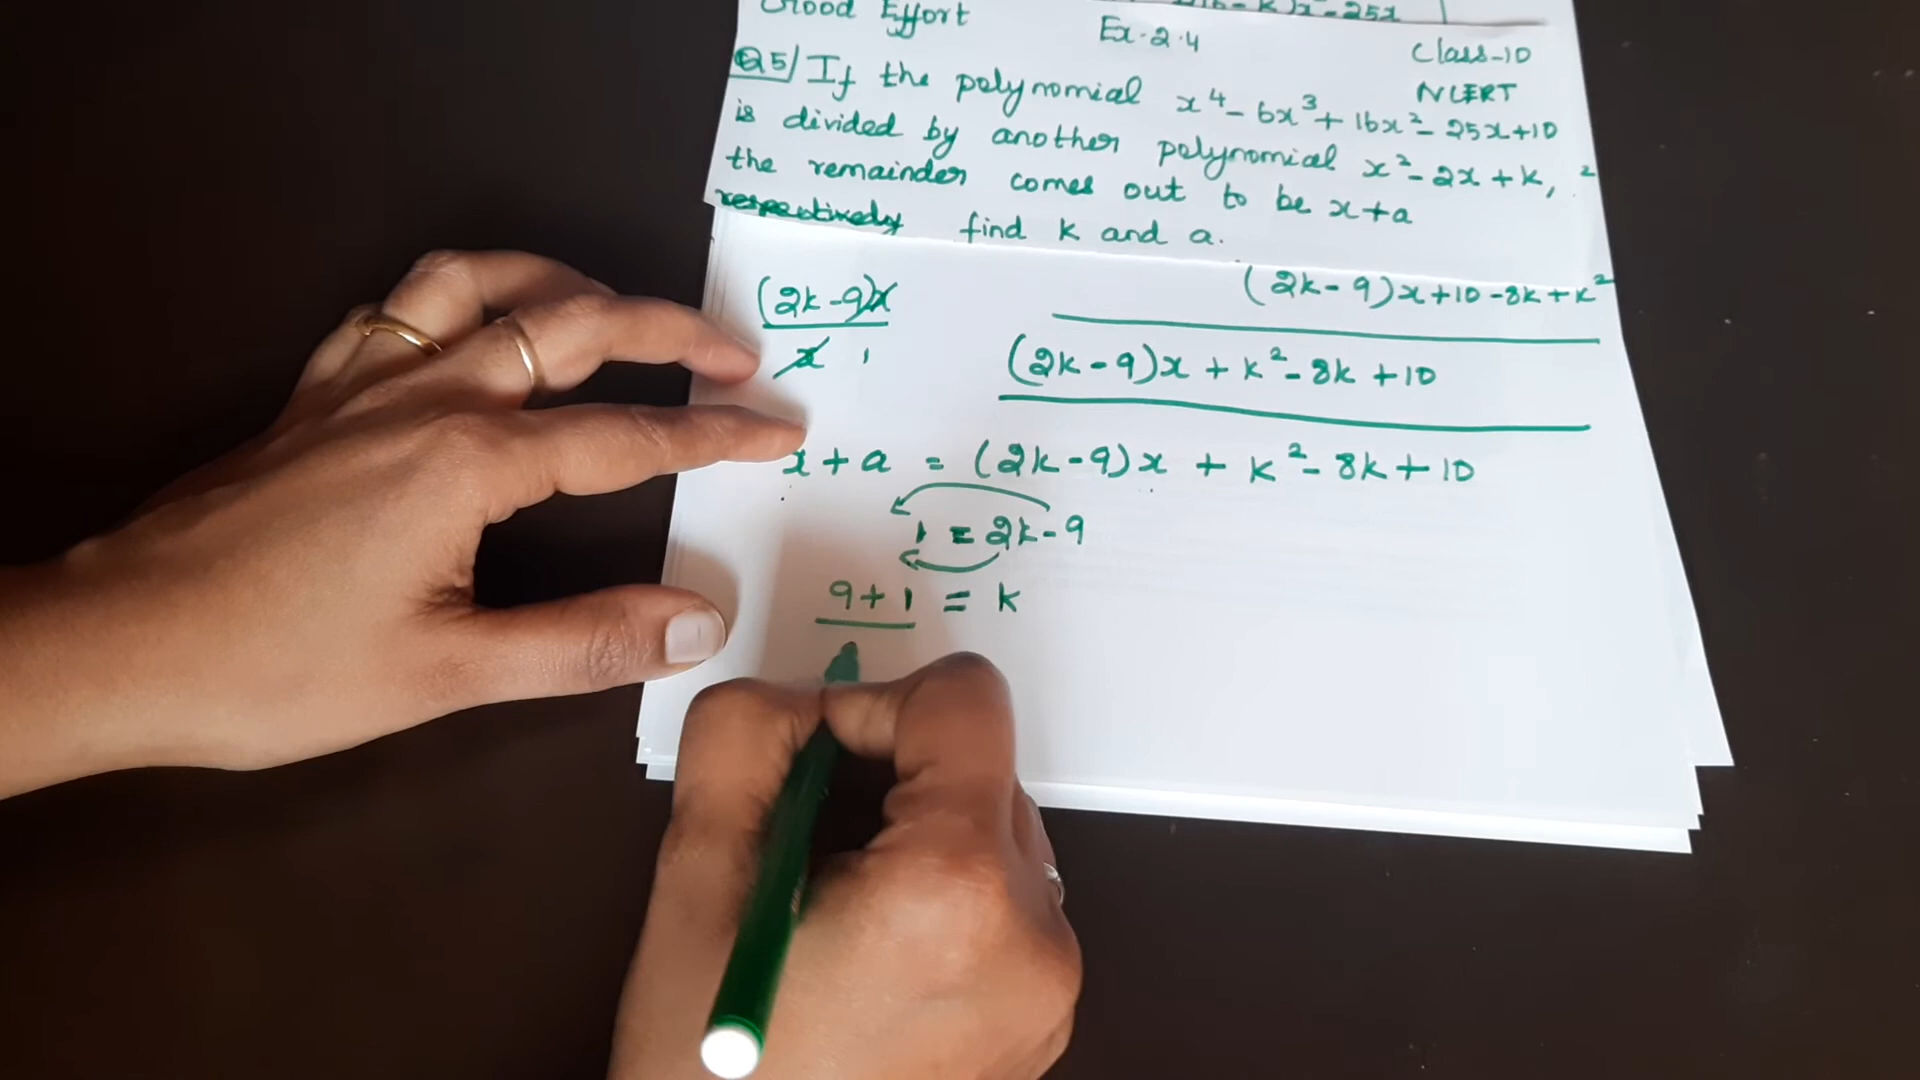 Good Effort Ex-2.4 Class-10
NCERT
Q5/ If the polynomial x⁴- 6x³+ 16x²- 25x+10
is divided by another polynomial x²- 2x + k,
the remainder comes out to be x+a
respectively find k and a.
(2k-9)x (2k-9)x+10-8k+k²
x 1 (2k-9)x + k²- 8k +10
x + a = (2k-9)x + k²- 8k + 10
1 = 2k-9
9+1 = k